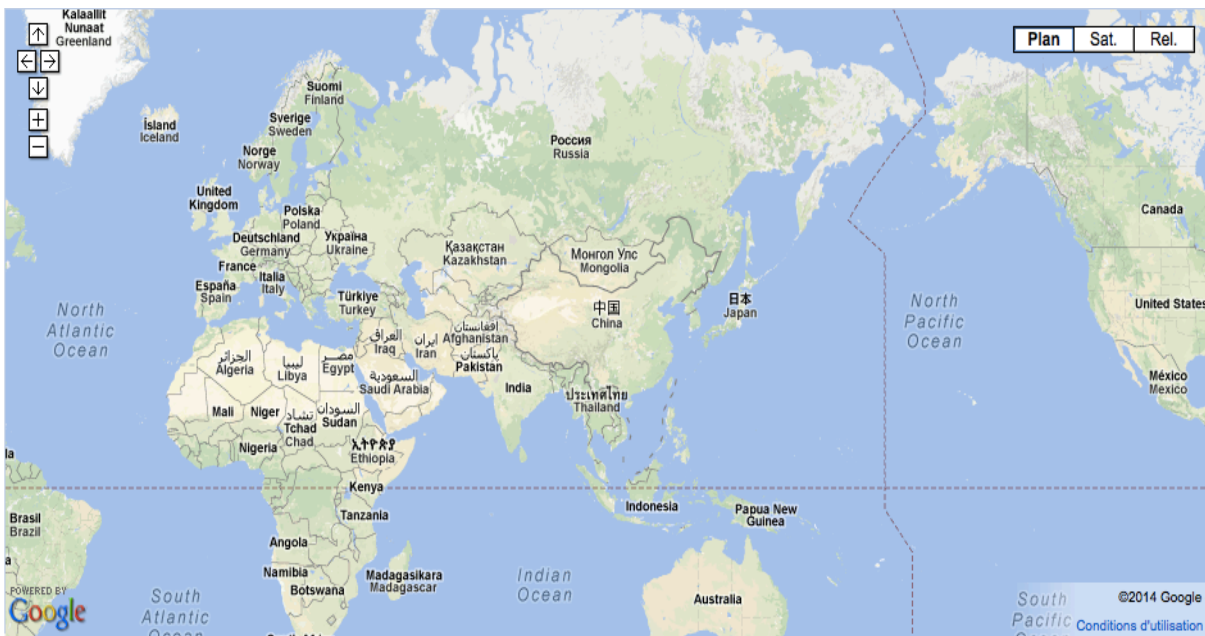 Kalaallit
Nunaat
Greenland
Plan
Sat.
Rel.
Suomi
Finland
Ísland
Iceland
Sverige
Sweden
Norge
Norway
Россия
Russia
United
Kingdom
Canada
Polska
Poland
Deutschland
Germany
Україна
Ukraine
Қазақстан
Kazakhstan
Монгол Улс
Mongolia
France
Italia
Italy
España
Spain
Türkiye
Turkey
中国
China
日本
Japan
North
Atlantic
Ocean
North
Pacific
Ocean
United States
العراق
Iraq
ایران
Iran
افغانستان
Afghanistan
پاکستان
Pakistan
الجزائر
Algeria
ليبيا
Libya
مصر
Egypt
السعودية
Saudi Arabia
India
México
Mexico
ประเทศไทย
Thailand
Mali
Niger
تشاد
Tchad
Chad
السودان
Sudan
Nigeria
ኢትዮጵያ
Ethiopia
la
Kenya
Indonesia
Papua New
Guinea
Brasil
Brazil
Tanzania
Angola
a
Namibia
Botswana
Madagasikara
Madagascar
Indian
Ocean
Australia
South
Atlantic
Ocean
South
Pacific
POWERED BY
Google
©2014 Google
Conditions d'utilisation